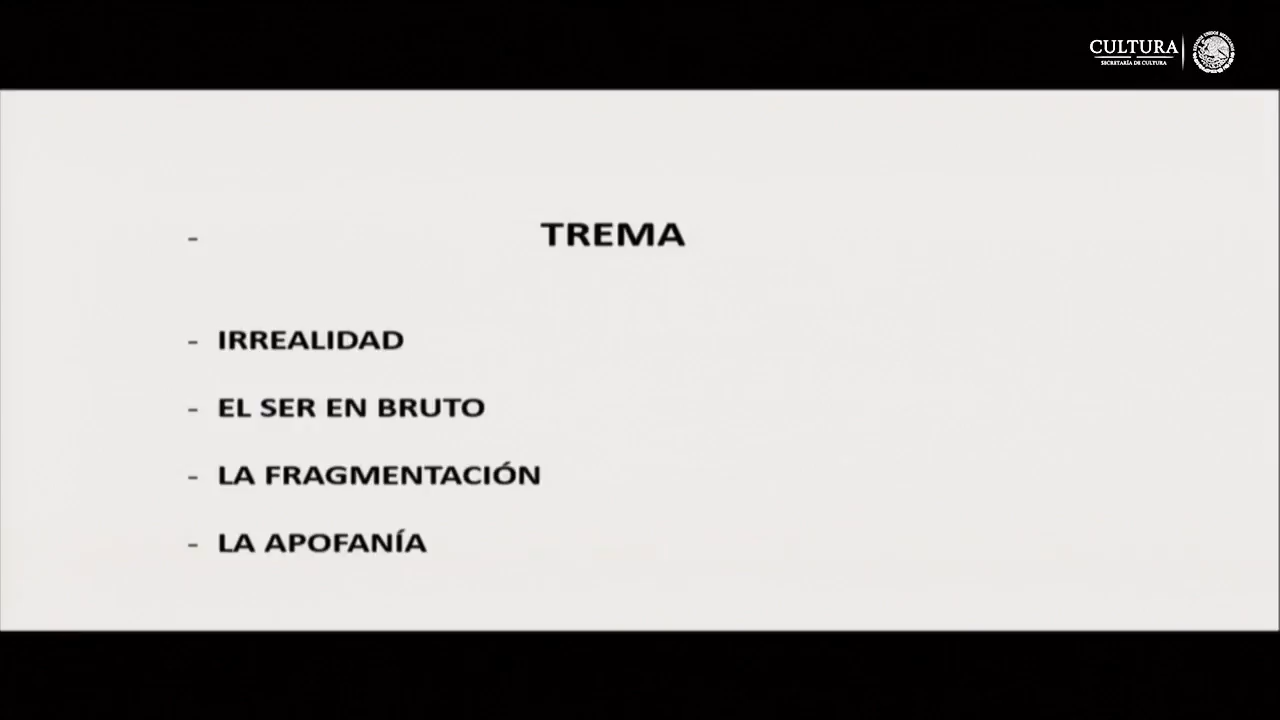 CULTURA
SECRETARÍA DE CULTURA
- TREMA
- IRREALIDAD
- EL SER EN BRUTO
- LA FRAGMENTACIÓN
- LA APOFANÍA